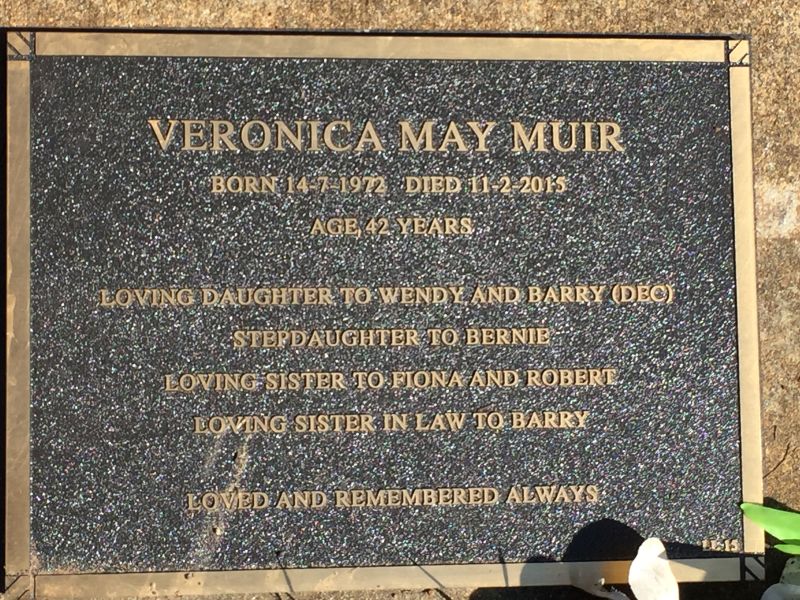 VERONICA MAY MUIR
BORN 14-7-1972 DIED 11-2-2015
AGE 42 YEARS
LOVING DAUGHTER TO WENDY AND BARRY (DEC)
STEPDAUGHTER TO BERNIE
LOVING SISTER TO FIONA AND ROBERT
LOVING SISTER IN LAW TO BARRY
LOVED AND REMEMBERED ALWAYS